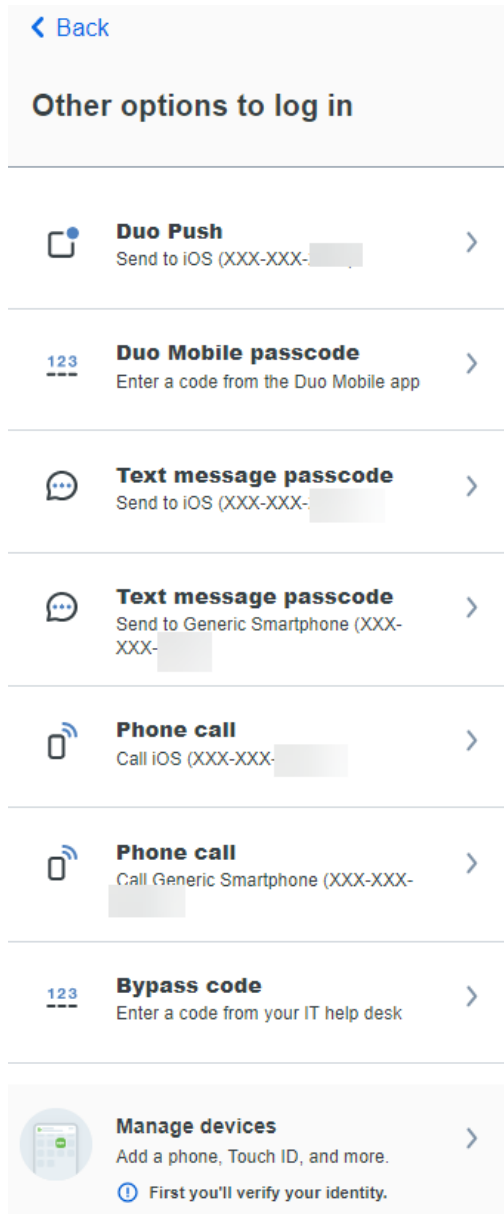 Back
Other options to log in
Duo Push
Send to iOS (XXX-XXX-
123
Duo Mobile passcode
Enter a code from the Duo Mobile app
Text message passcode
Send to iOS (XXX-XXX-
Text message passcode
Send to Generic Smartphone (XXX-
XXX-
Phone call
Call iOS (XXX-XXX-
Phone call
Call Generic Smartphone (XXX-XXX-
123
Bypass code
Enter a code from your IT help desk
Manage devices
Add a phone, Touch ID, and more.
First you'll verify your identity.